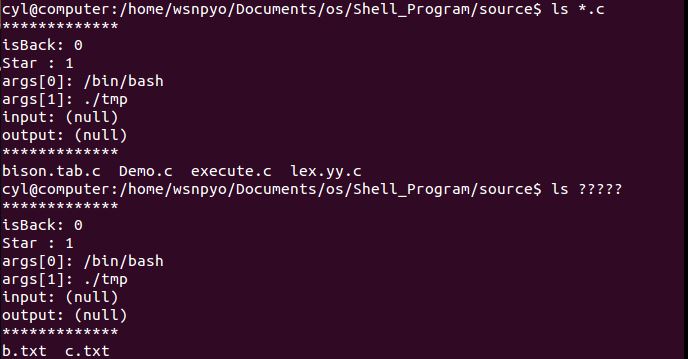 cyl@computer:/home/wsnpyo/Documents/os/Shell_Program/source$ ls *.c
*************
isBack: 0
Star : 1
args[0]: /bin/bash
args[1]: ./tmp
input: (null)
output: (null)
*************
bison.tab.c  Demo.c  execute.c  lex.yy.c
cyl@computer:/home/wsnpyo/Documents/os/Shell_Program/source$ ls ?????
*************
isBack: 0
Star : 1
args[0]: /bin/bash
args[1]: ./tmp
input: (null)
output: (null)
*************
b.txt  c.txt